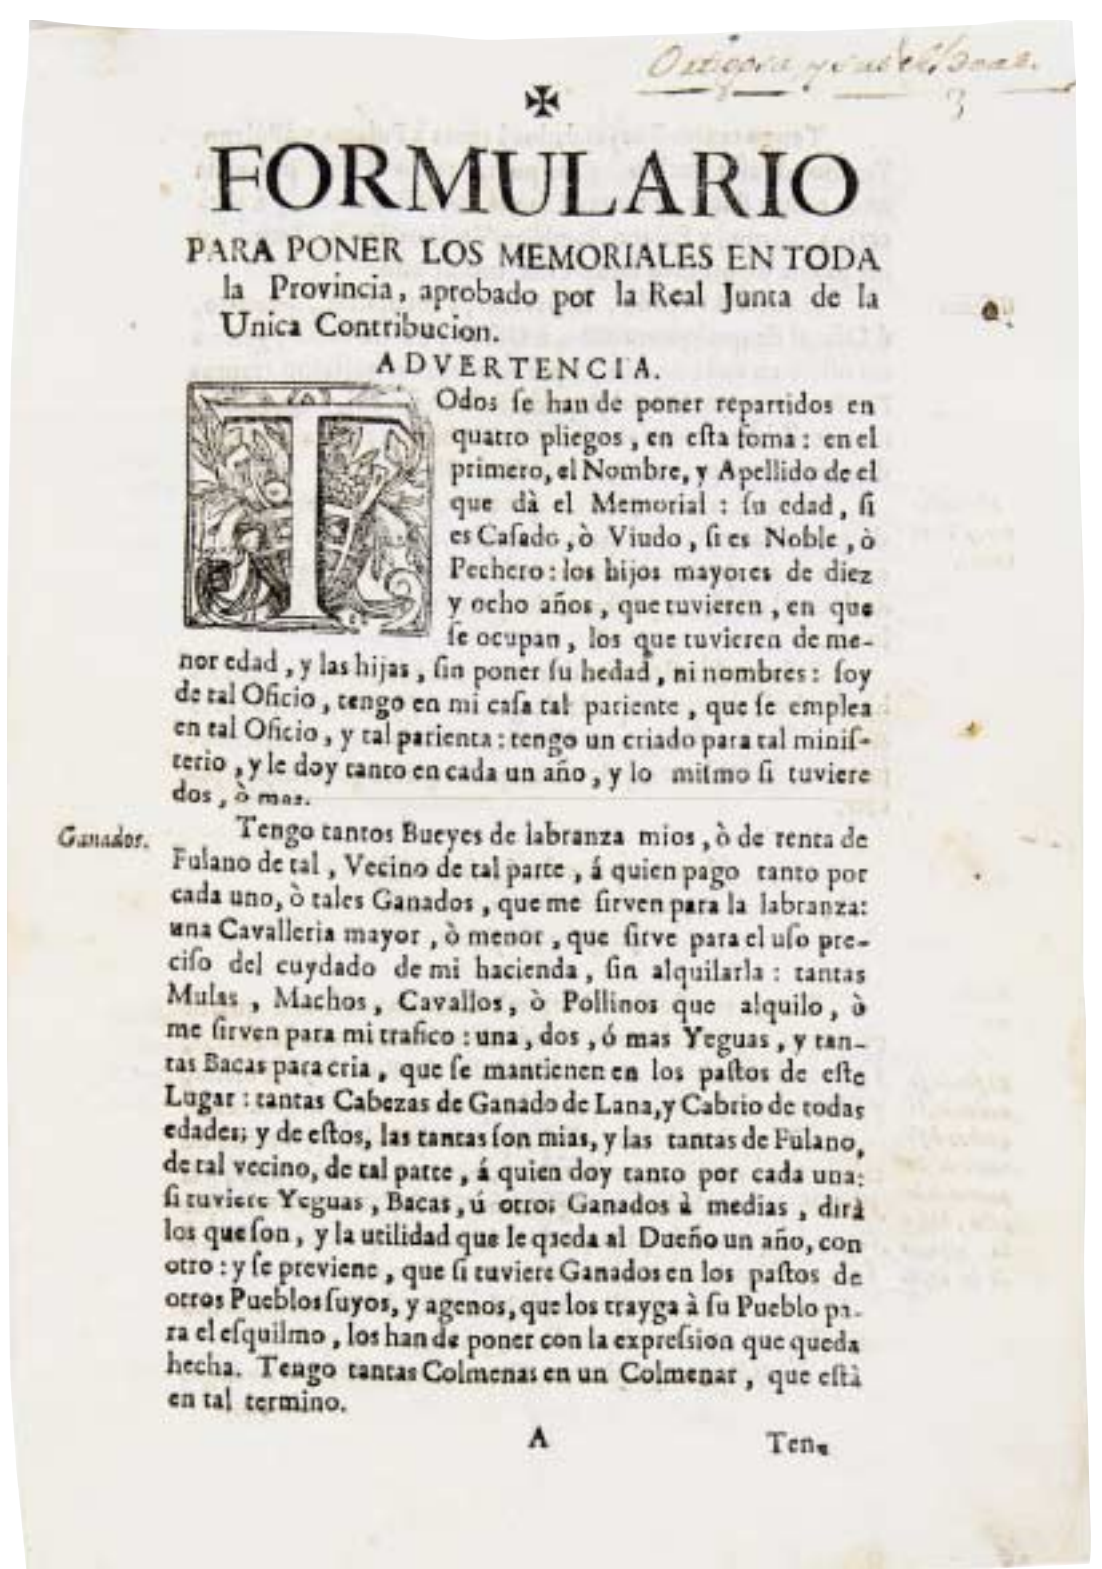 ✠
FORMULARIO
PARA PONER LOS MEMORIALES EN TODA
la Provincia, aprobado por la Real Junta de la
Unica Contribucion.
ADVERTENCIA.
TOdos ſe han de poner repartidos en
quatro pliegos, en eſta foma: en el
primero, el Nombre, y Apellido de el
que dà el Memorial: ſu edad, ſi
es Caſado, ò Viudo, ſi es Noble, ò
Pechero: los hijos mayores de diez
y ocho años, que tuvieren, en que
ſe ocupan, los que tuvieren de me-
nor edad, y las hijas, ſin poner ſu hedad, ni nombres: ſoy
de tal Oficio, tengo en mi caſa tal pariente, que ſe emplea
en tal Oficio, y tal parienta: tengo un criado para tal miniſ-
terio, y le doy tanto en cada un año, y lo miſmo ſi tuviere
dos, ò mas.
Ganados. Tengo tantos Bueyes de labranza mios, ò de renta de
Fulano de tal, Vecino de tal parte, á quien pago tanto por
cada uno, ò tales Ganados, que me ſirven para la labranza:
una Cavalleria mayor, ò menor, que ſirve para el uſo pre-
ciſo del cuydado de mi hacienda, ſin alquilarla: tantas
Mulas, Machos, Cavallos, ò Pollinos que alquilo, ò
me ſirven para mi trafico: una, dos, ó mas Yeguas, y tan-
tas Bacas para cria, que ſe mantienen en los paſtos de eſte
Lugar: tantas Cabezas de Ganado de Lana, y Cabrio de todas
edades; y de eſtos, las tantas ſon mias, y las tantas de Fulano,
de tal vecino, de tal parte, á quien doy tanto por cada una:
ſi tuviere Yeguas, Bacas, ú otros Ganados à medias, dirà
los que ſon, y la utilidad que le queda al Dueño un año, con
otro: y ſe previene, que ſi tuviere Ganados en los paſtos de
otros Pueblos ſuyos, y agenos, que los trayga à ſu Pueblo pa-
ra el eſquilmo, los han de poner con la expreſsion que queda
hecha. Tengo tantas Colmenas en un Colmenar, que eſtà
en tal termino.
A Ten-